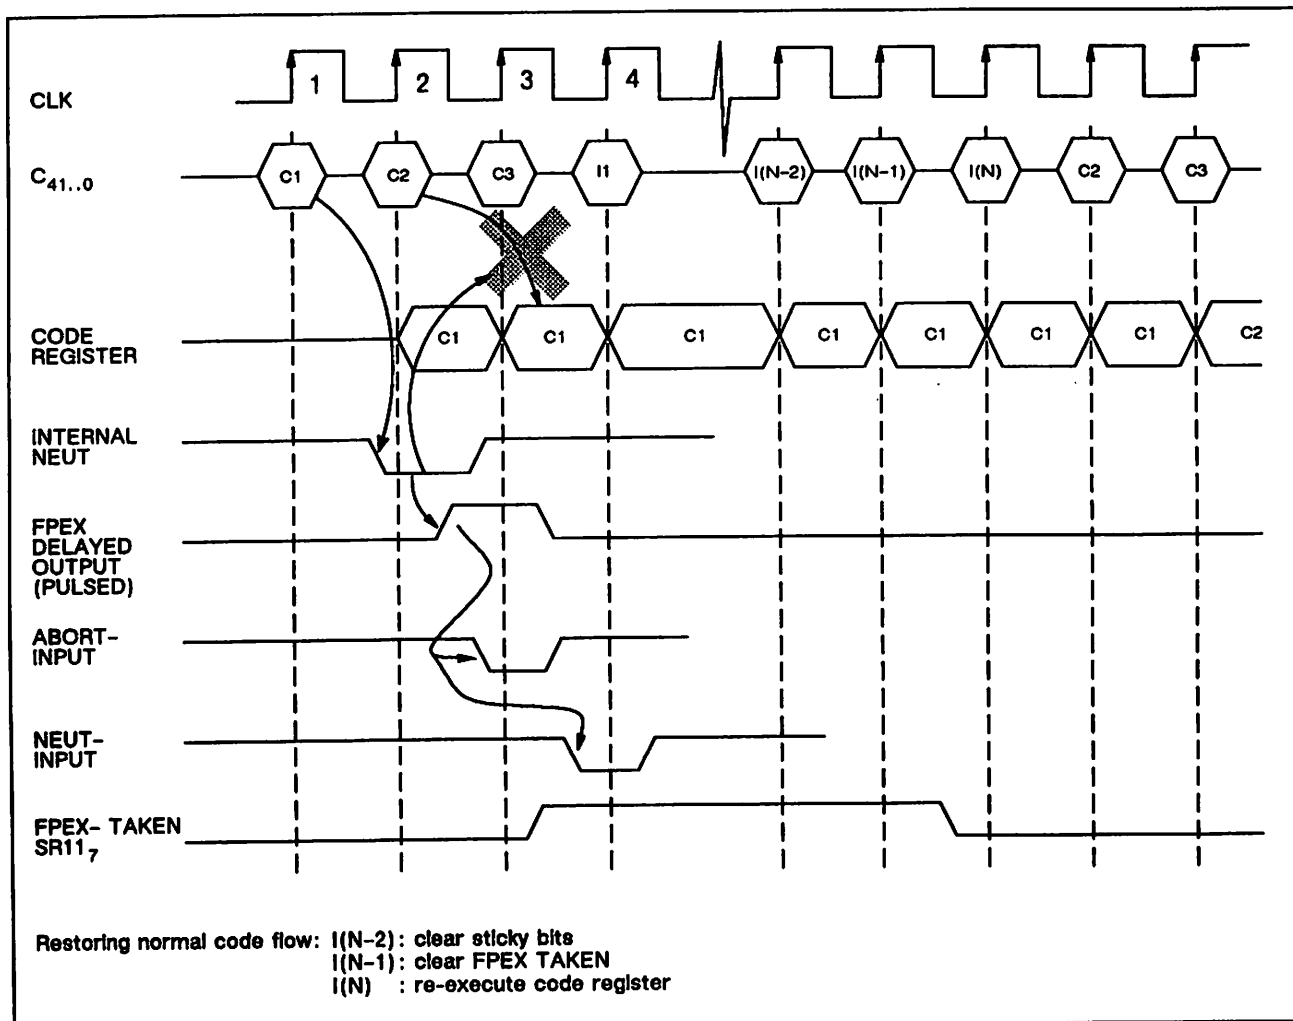 1 2 3 4
CLK
C41..0 C1 C2 C3 I1 I(N-2) I(N-1) I(N) C2 C3
CODE
REGISTER
C1 C1 C1 C1 C1 C1 C1 C2
INTERNAL
NEUT
FPEX
DELAYED
OUTPUT
(PULSED)
ABORT-
INPUT
NEUT-
INPUT
FPEX- TAKEN
SR117
Restoring normal code flow: I(N-2): clear sticky bits
I(N-1): clear FPEX TAKEN
I(N) : re-execute code register